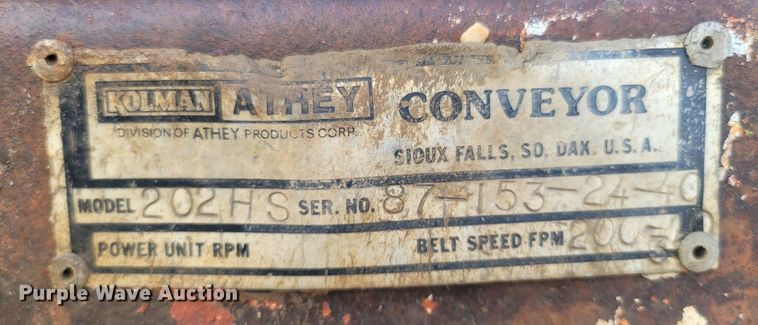 KOLMAN ATHEY CONVEYOR
DIVISION OF ATHEY PRODUCTS CORP.
SIOUX FALLS, SO. DAK. U.S.A.
MODEL 202HS SER. NO. 87-153-24-40
POWER UNIT RPM BELT SPEED FPM
Purple Wave Auction